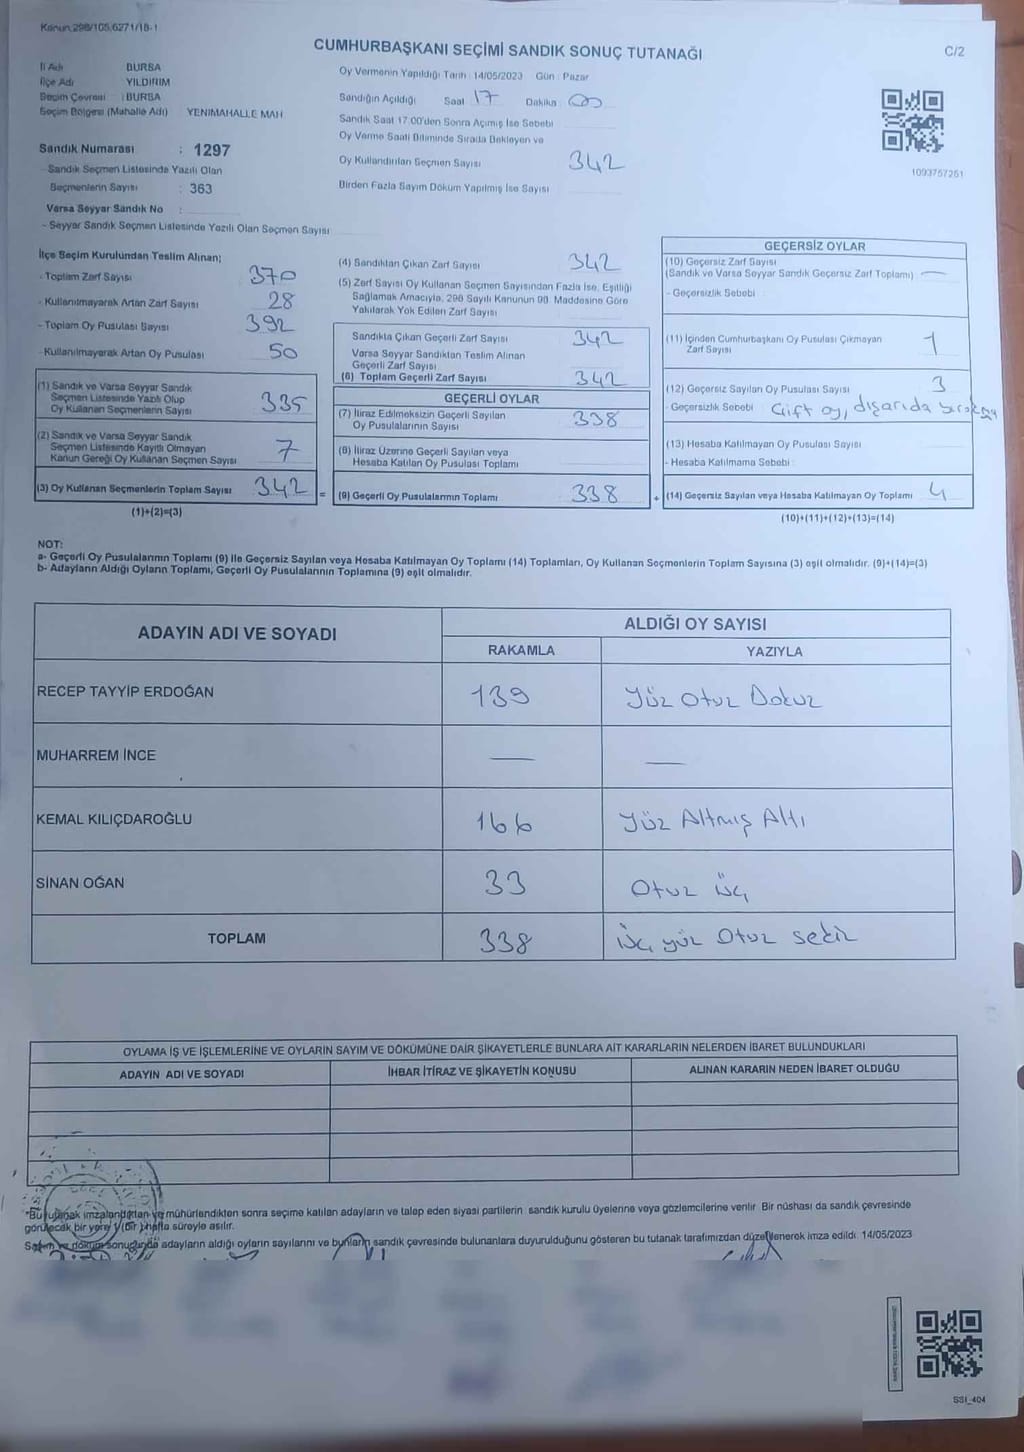 Kanun.298/105,6271/18-1
CUMHURBAŞKANI SEÇİMİ SANDIK SONUÇ TUTANAĞI
C/2
İl Adı BURSA
İlçe Adı YILDIRIM
Seçim Çevresi : BURSA
Seçim Bölgesi (Mahalle Adı) YENİMAHALLE MAH
Sandık Numarası : 1297
- Sandık Seçmen Listesinde Yazılı Olan
Seçmenlerin Sayısı : 363
Varsa Seyyar Sandık No :
- Seyyar Sandık Seçmen Listesinde Yazılı Olan Seçmen Sayısı
Oy Vermenin Yapıldığı Tarih : 14/05/2023 Gün : Pazar
Sandığın Açıldığı Saat 17 Dakika 00
Sandık Saat 17.00'den Sonra Açılmış İse Sebebi
Oy Verme Saati Bitiminde Sırada Bekleyen ve
Oy Kullandırılan Seçmen Sayısı 342
Birden Fazla Sayım Döküm Yapılmış İse Sayısı
1093757251
İlçe Seçim Kurulundan Teslim Alınan;
- Toplam Zarf Sayısı 370
- Kullanılmayarak Artan Zarf Sayısı 28
- Toplam Oy Pusulası Sayısı 392
- Kullanılmayarak Artan Oy Pusulası 50
(1) Sandık ve Varsa Seyyar Sandık
Seçmen Listesinde Yazılı Olup
Oy Kullanan Seçmenlerin Sayısı 335
(2) Sandık ve Varsa Seyyar Sandık
Seçmen Listesinde Kayıtlı Olmayan
Kanun Gereği Oy Kullanan Seçmen Sayısı 7
(3) Oy Kullanan Seçmenlerin Toplam Sayısı 342 =
(1)+(2)=(3)
(4) Sandıktan Çıkan Zarf Sayısı 342
(5) Zarf Sayısı Oy Kullanan Seçmen Sayısından Fazla İse, Eşitliği
Sağlamak Amacıyla, 298 Sayılı Kanunun 98. Maddesine Göre
Yakılarak Yok Edilen Zarf Sayısı
Sandıkta Çıkan Geçerli Zarf Sayısı 342
Varsa Seyyar Sandıktan Teslim Alınan
Geçerli Zarf Sayısı
(6) Toplam Geçerli Zarf Sayısı 342
GEÇERLİ OYLAR
(7) İtiraz Edilmeksizin Geçerli Sayılan
Oy Pusulalarının Sayısı 338
(8) İtiraz Üzerine Geçerli Sayılan veya
Hesaba Katılan Oy Pusulası Toplamı
(9) Geçerli Oy Pusulalarının Toplamı 338 +
GEÇERSİZ OYLAR
(10) Geçersiz Zarf Sayısı
(Sandık ve Varsa Seyyar Sandık Geçersiz Zarf Toplamı) —
- Geçersizlik Sebebi
(11) İçinden Cumhurbaşkanı Oy Pusulası Çıkmayan
Zarf Sayısı 1
(12) Geçersiz Sayılan Oy Pusulası Sayısı 3
- Geçersizlik Sebebi Çift oy, dışarıda
(13) Hesaba Katılmayan Oy Pusulası Sayısı
- Hesaba Katılmama Sebebi
(14) Geçersiz Sayılan veya Hesaba Katılmayan Oy Toplamı 4
(10)+(11)+(12)+(13)=(14)
NOT:
a- Geçerli Oy Pusulalarının Toplamı (9) ile Geçersiz Sayılan veya Hesaba Katılmayan Oy Toplamı (14) Toplamları, Oy Kullanan Seçmenlerin Toplam Sayısına (3) eşit olmalıdır. (9)+(14)=(3)
b- Adayların Aldığı Oyların Toplamı, Geçerli Oy Pusulalarının Toplamına (9) eşit olmalıdır.
ADAYIN ADI VE SOYADI
ALDIĞI OY SAYISI
RAKAMLA YAZIYLA
RECEP TAYYİP ERDOĞAN 139 Yüz Otuz Dokuz
MUHARREM İNCE — —
KEMAL KILIÇDAROĞLU 166 Yüz Altmış Altı
SİNAN OĞAN 33 Otuz üç
TOPLAM 338 üç yüz Otuz sekiz
OYLAMA İŞ VE İŞLEMLERİNE VE OYLARIN SAYIM VE DÖKÜMÜNE DAİR ŞİKAYETLERLE BUNLARA AİT KARARLARIN NELERDEN İBARET BULUNDUKLARI
ADAYIN ADI VE SOYADI İHBAR İTİRAZ VE ŞİKAYETİN KONUSU ALINAN KARARIN NEDEN İBARET OLDUĞU
*Bu tutanak imzalandıktan ve mühürlendikten sonra seçime katılan adayların ve talep eden siyasi partilerin sandık kurulu üyelerine veya gözlemcilerine verilir. Bir nüshası da sandık çevresinde
görülecek bir yere 1 (bir) hafta süreyle asılır.
Sayım ve döküm sonuğunda adayların aldığı oyların sayılarını ve bunların sandık çevresinde bulunanlara duyurulduğunu gösteren bu tutanak tarafımızdan düzenlenerek imza edildi 14/05/2023
SSI_404